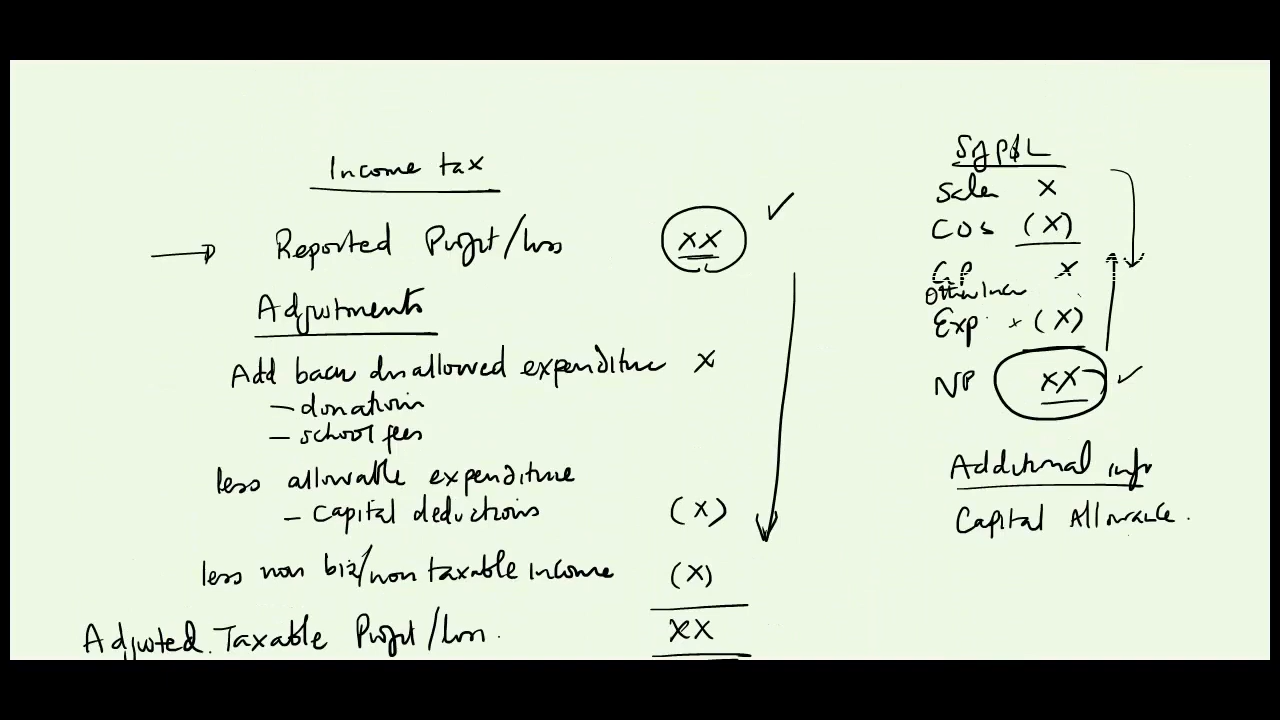 Income tax
Reported Profit/loss XX
Adjustments
Add back disallowed expenditure X
- donations
- school fees
less allowable expenditure
- Capital deductions (X)
less non biz/non taxable income (X)
Adjusted. Taxable Profit/loss. XX
SofP&L
Sales X
COS (X)
GP X
Other Inc
Exp (X)
NP XX
Additional info
Capital Allowance.